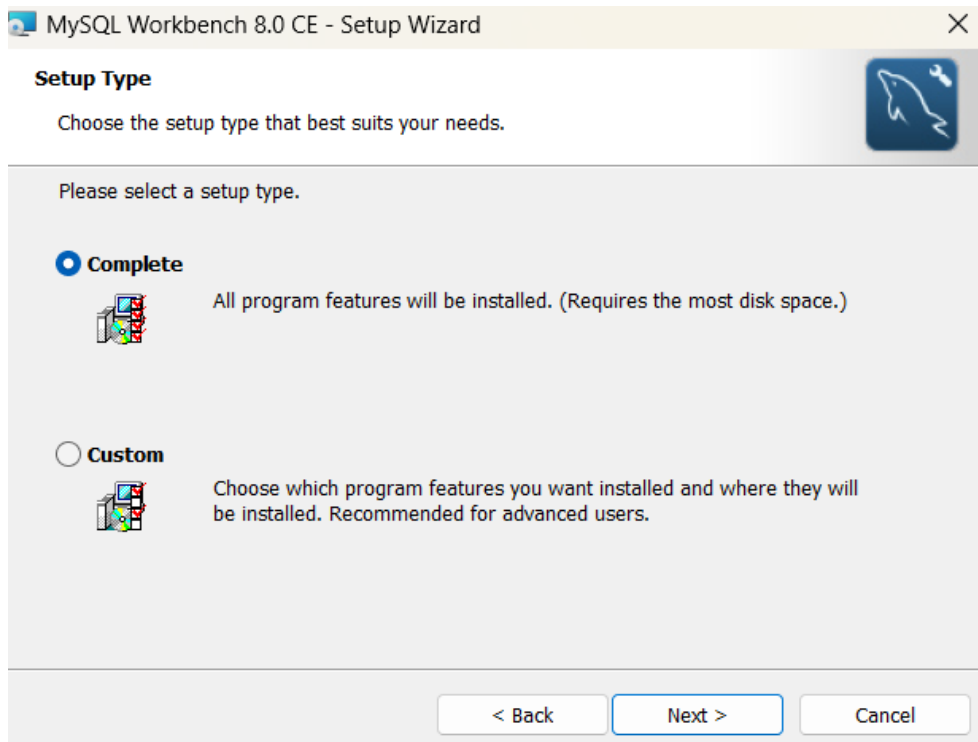 MySQL Workbench 8.0 CE - Setup Wizard
Setup Type
Choose the setup type that best suits your needs.
Please select a setup type.
Complete
All program features will be installed. (Requires the most disk space.)
Custom
Choose which program features you want installed and where they will
be installed. Recommended for advanced users.
< Back
Next >
Cancel